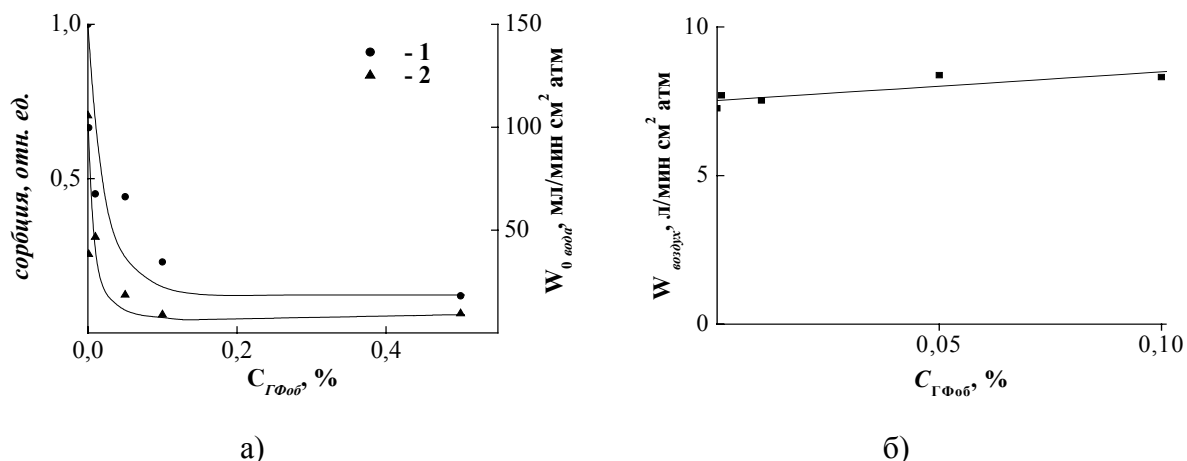 1,0
0,5
0,0
0,2
0,4
150
100
50
- 1
- 2
сорбция, отн. ед.
W0 вода, мл/мин см2 атм
CГФоб, %
а)
10
5
0
0,05
0,10
W воздух, л/мин см2 атм
CГФоб, %
б)